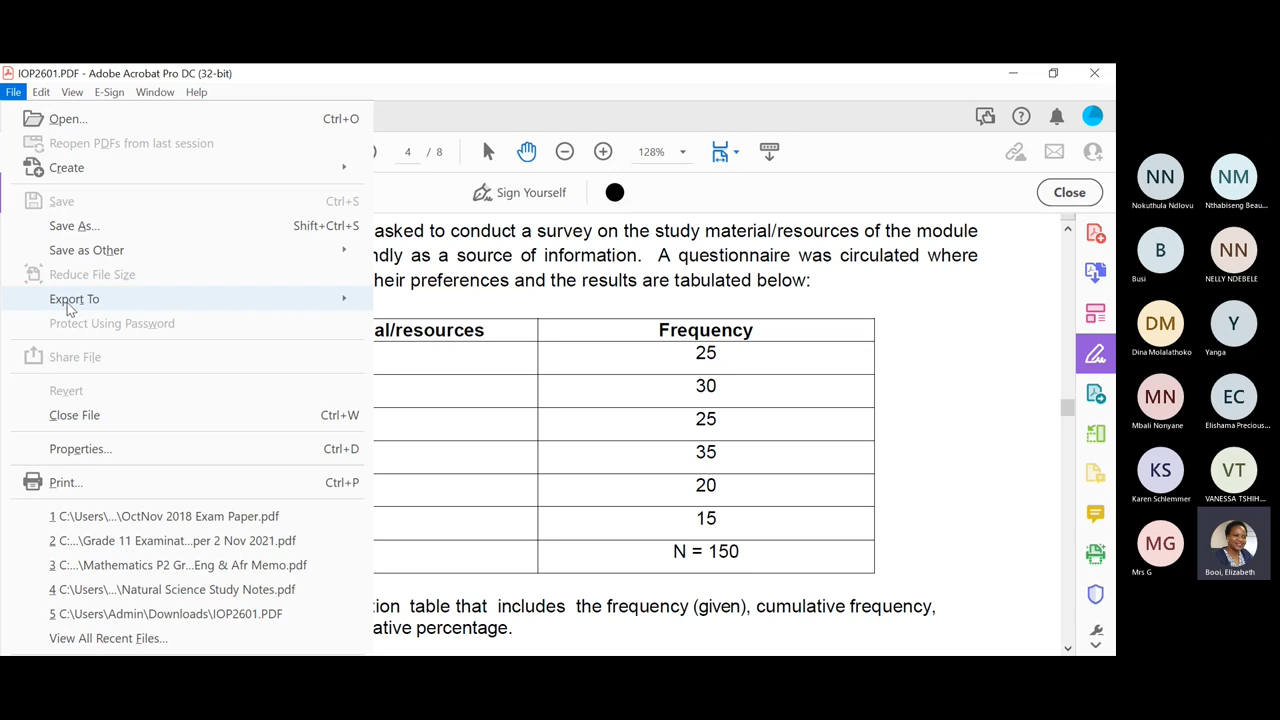 IOP2601.PDF - Adobe Acrobat Pro DC (32-bit)
File Edit View E-Sign Window Help
Open... Ctrl+O
Reopen PDFs from last session
Create
Save Ctrl+S
Save As... Shift+Ctrl+S
Save as Other
Reduce File Size
Export To
Protect Using Password
Share File
Revert
Close File Ctrl+W
Properties... Ctrl+D
Print... Ctrl+P
1 C:\Users\...\OctNov 2018 Exam Paper.pdf
2 C:...\Grade 11 Examinat...per 2 Nov 2021.pdf
3 C:...\Mathematics P2 Gr...Eng & Afr Memo.pdf
4 C:\Users\...\Natural Science Study Notes.pdf
5 C:\Users\Admin\Downloads\IOP2601.PDF
View All Recent Files...
4 / 8 128%
Sign Yourself Close
asked to conduct a survey on the study material/resources of the module
ndly as a source of information. A questionnaire was circulated where
heir preferences and the results are tabulated below:
al/resources Frequency
25
30
25
35
20
15
N = 150
tion table that includes the frequency (given), cumulative frequency,
ative percentage.
NN NM
Nokuthula Ndlovu Nthabiseng Beau...
B NN
Busi NELLY NDEBELE
DM Y
Dina Molalathoko Yanga
MN EC
Mbali Nonyane Elishama Precious...
KS VT
Karen Schlemmer VANESSA TSHIH...
MG
Mrs G Booi, Elizabeth